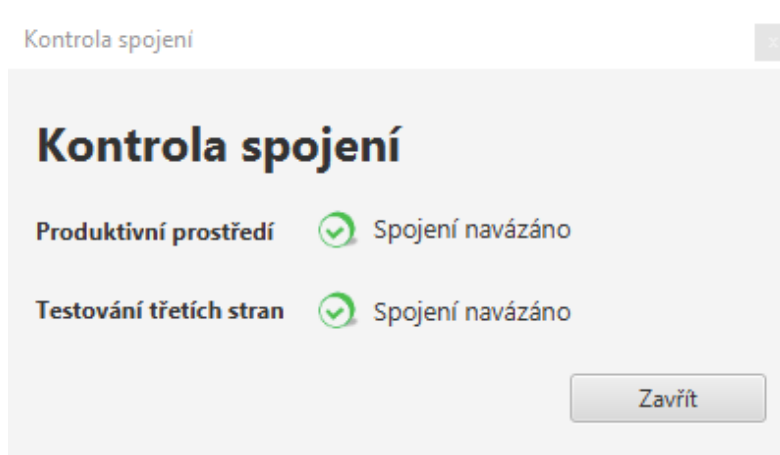 Kontrola spojení
Kontrola spojení
Produktivní prostředí Spojení navázáno
Testování třetích stran Spojení navázáno
Zavřít